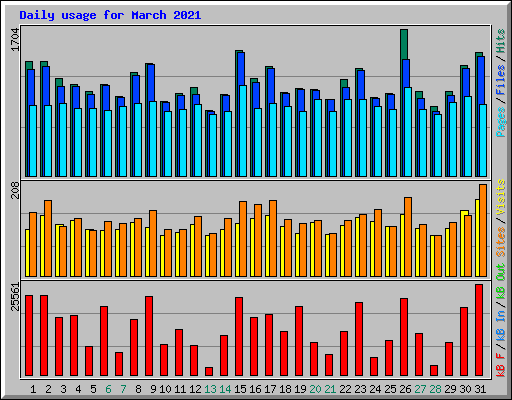 Daily usage for March 2021
1704
Pages / Files / Hits
208
Sites / Visits
25561
kB F / kB In / kB Out
1 2 3 4 5 6 7 8 9 10 11 12 13 14 15 16 17 18 19 20 21 22 23 24 25 26 27 28 29 30 31